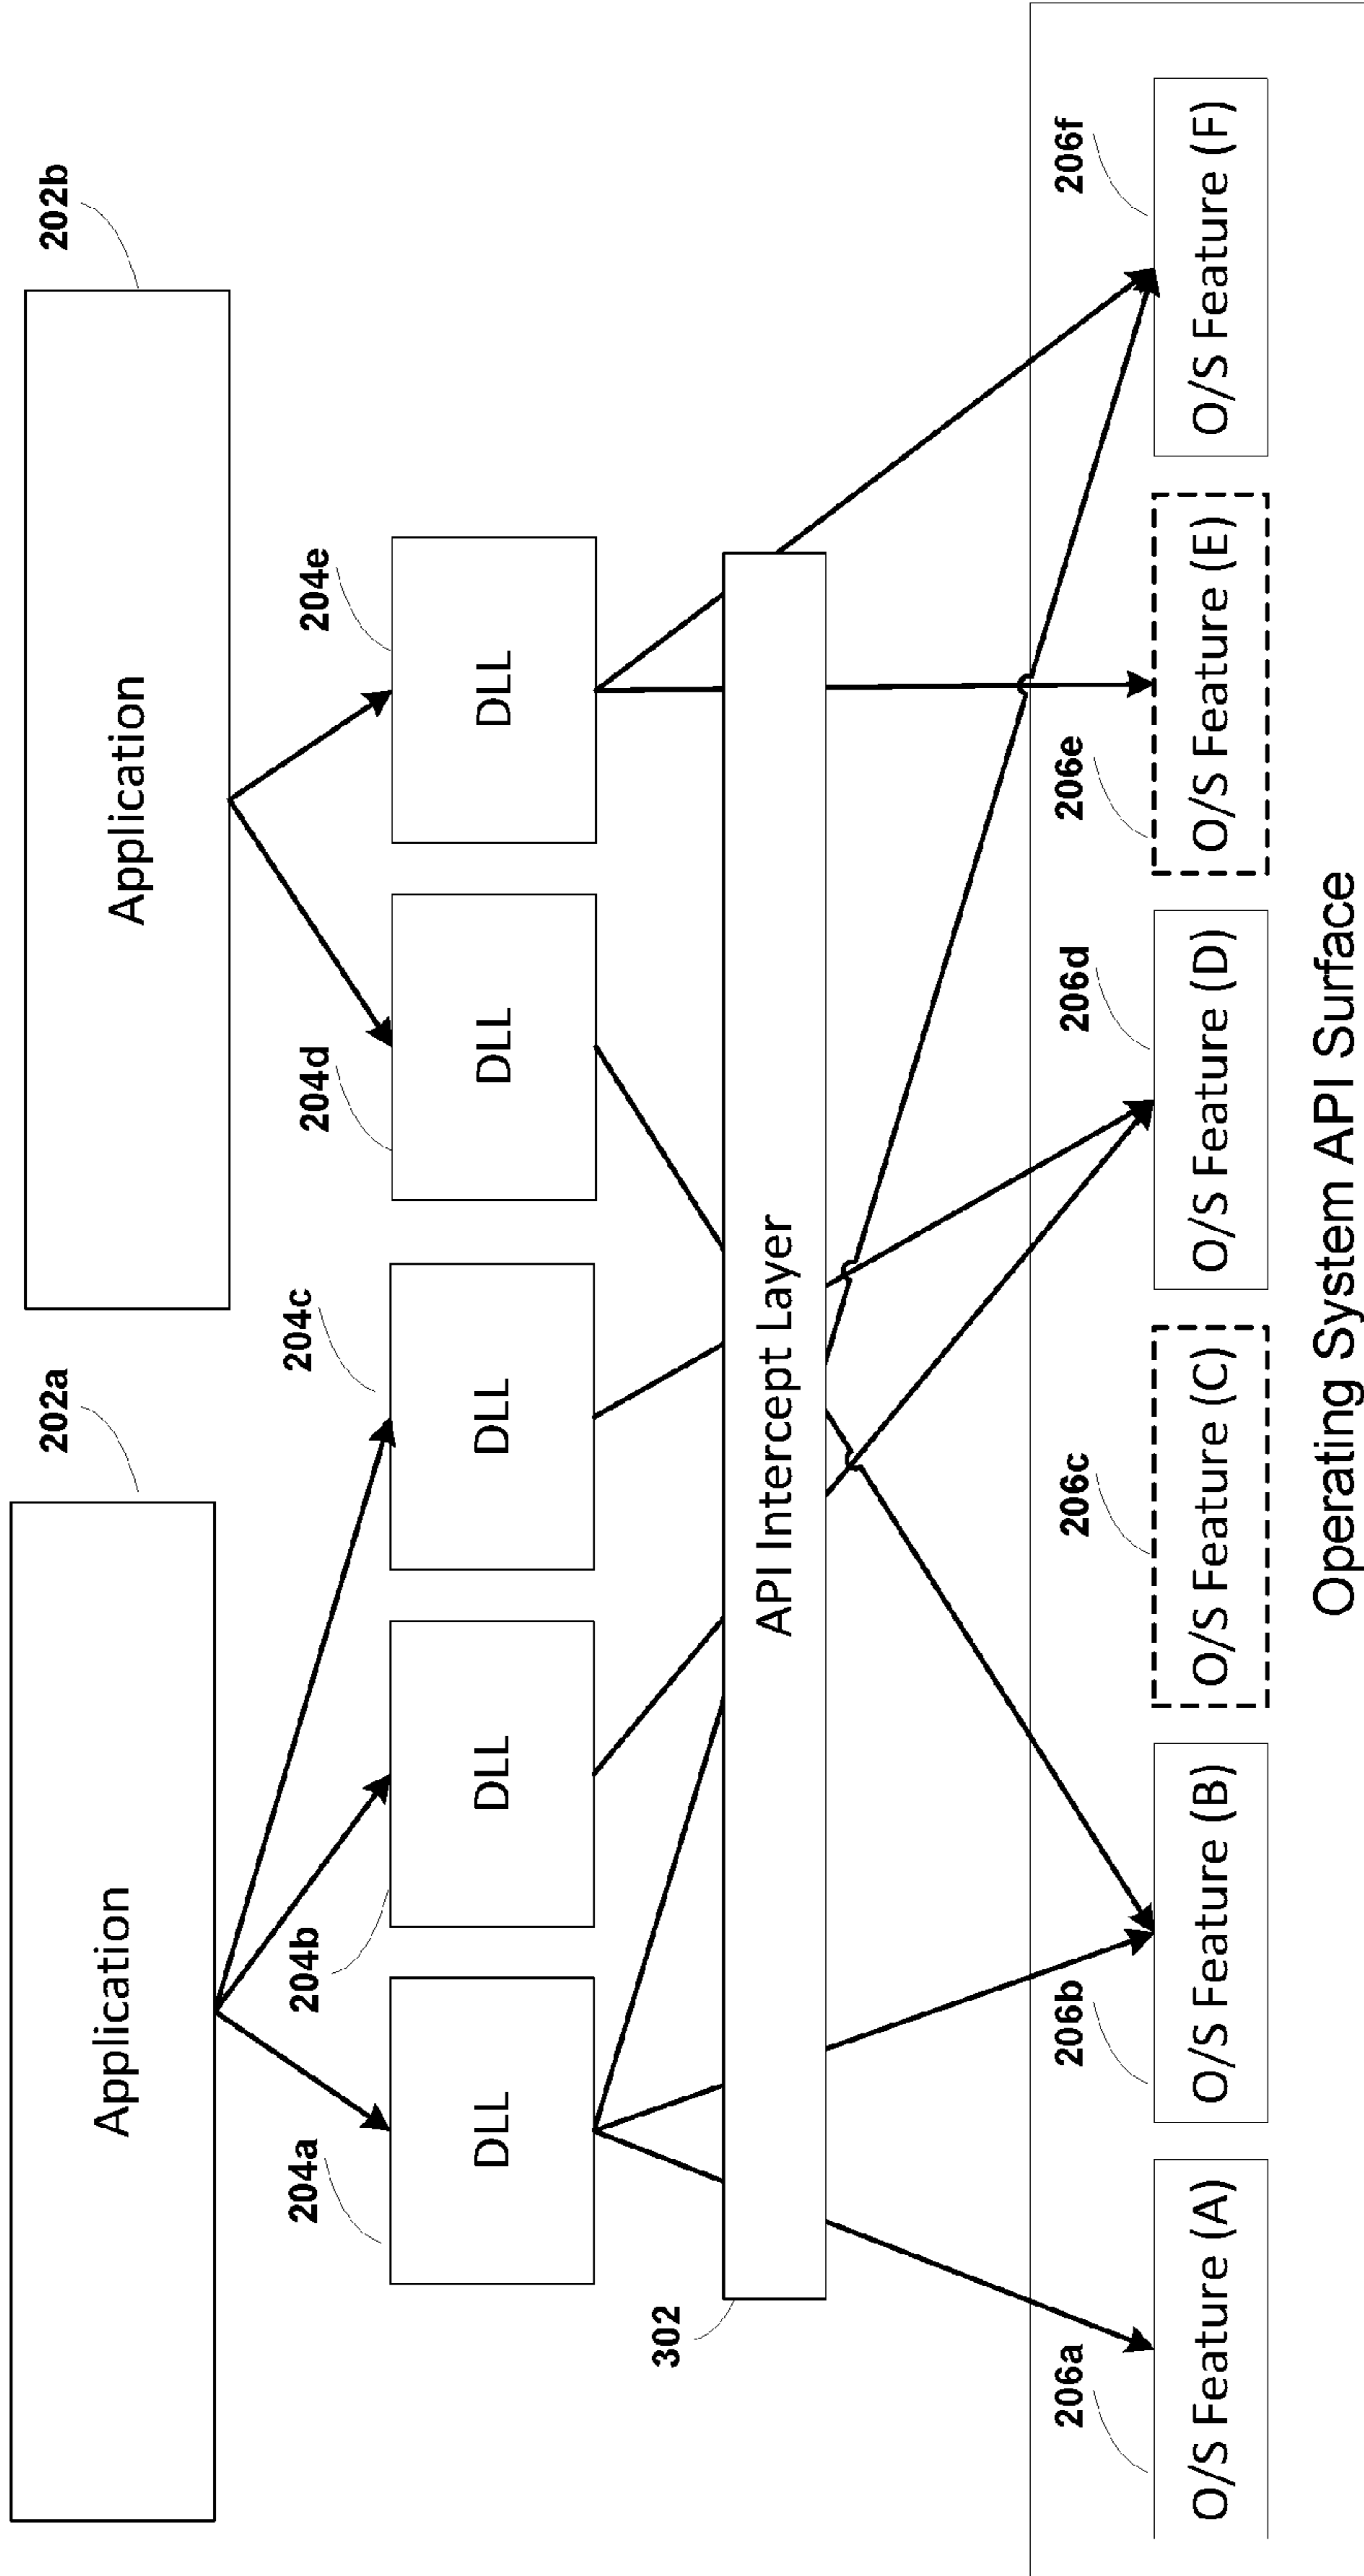 202a
202b
Application
Application
204a
204b
204c
204d
204e
DLL
DLL
DLL
DLL
DLL
302
API Intercept Layer
206a
206b
206c
206d
206e
206f
O/S Feature (A)
O/S Feature (B)
O/S Feature (C)
O/S Feature (D)
O/S Feature (E)
O/S Feature (F)
Operating System API Surface